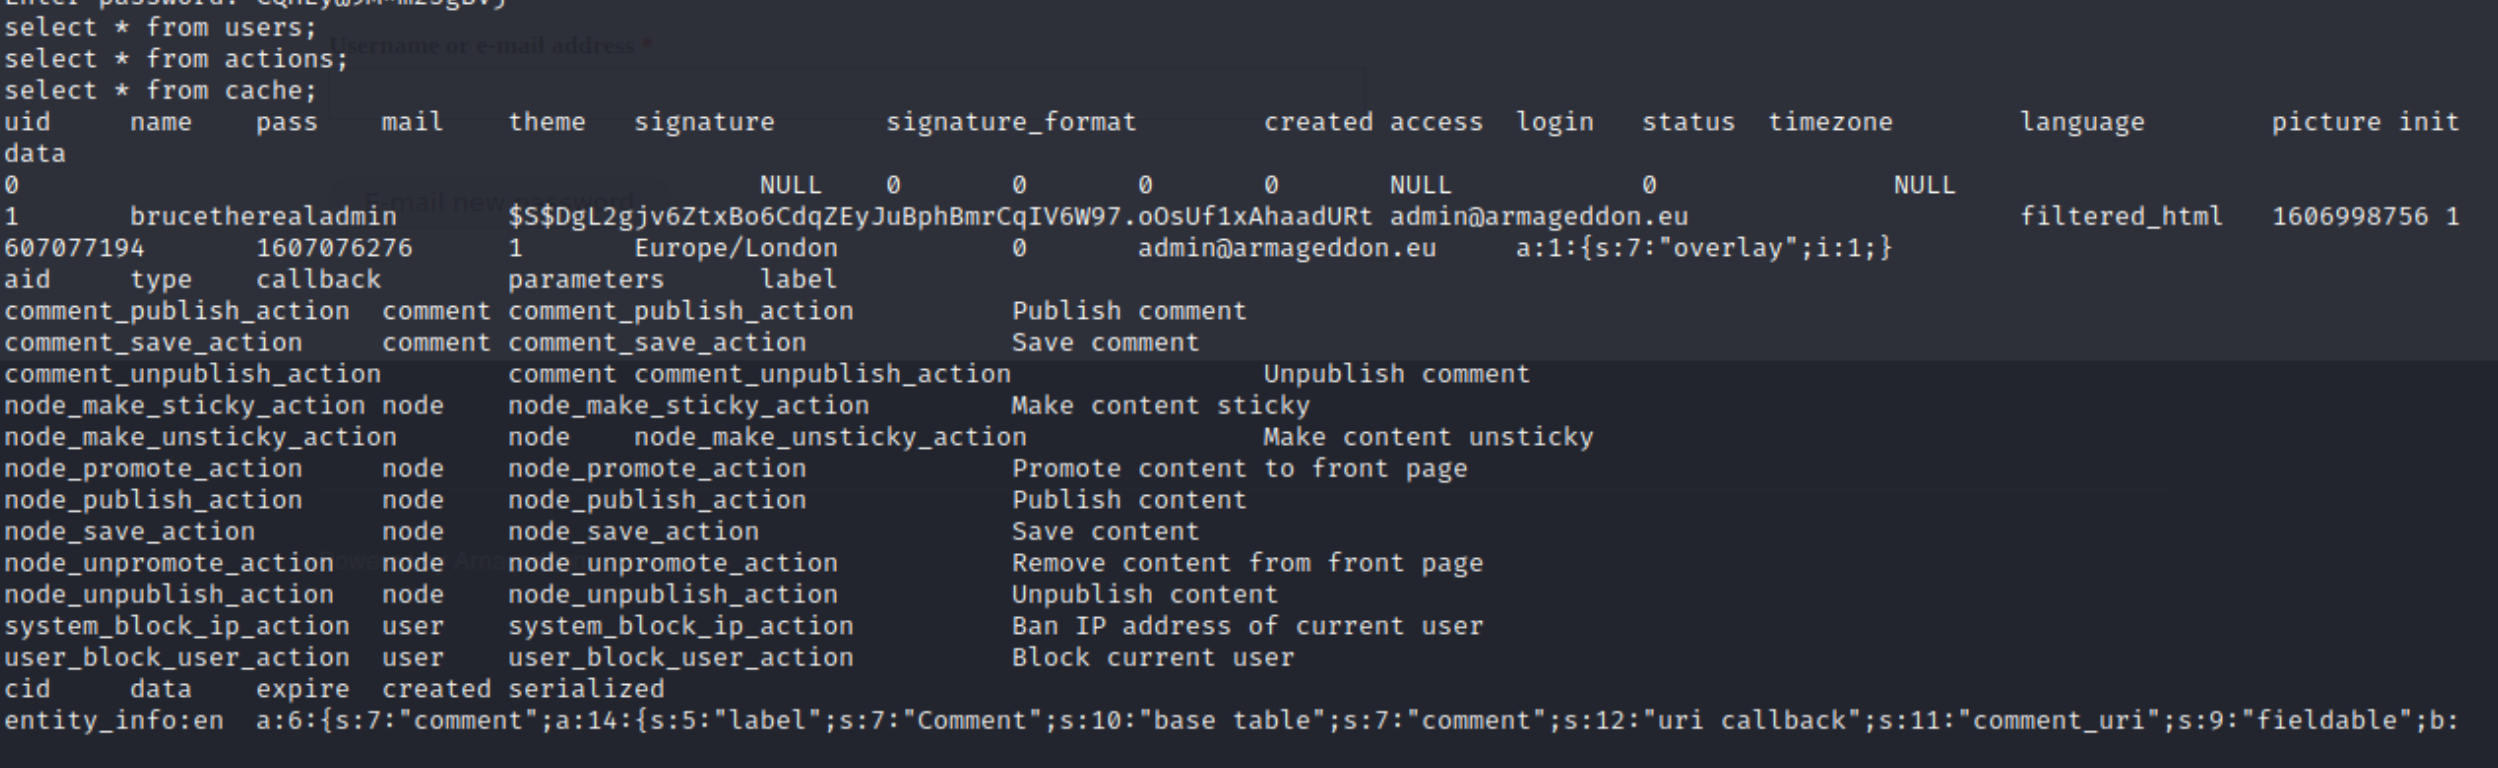 select * from users;
Username or e-mail address *
select * from actions;
select * from cache;
uid name pass mail theme signature signature_format created access login status timezone language picture init
data
0 NULL 0 0 0 0 NULL 0 NULL
E-mail new password
1 brucetherealadmin $S$DgL2gjv6ZtxBo6CdqZEyJuBphBmrCqIV6W97.oOsUf1xAhaadURt admin@armageddon.eu filtered_html 1606998756 1
607077194 1607076276 1 Europe/London 0 admin@armageddon.eu a:1:{s:7:"overlay";i:1;}
aid type callback parameters label
comment_publish_action comment comment_publish_action Publish comment
comment_save_action comment comment_save_action Save comment
comment_unpublish_action comment comment_unpublish_action Unpublish comment
node_make_sticky_action node node_make_sticky_action Make content sticky
node_make_unsticky_action node node_make_unsticky_action Make content unsticky
node_promote_action node node_promote_action Promote content to front page
node_publish_action node node_publish_action Publish content
node_save_action node node_save_action Save content
node_unpromote_action node node_unpromote_action Remove content from front page
node_unpublish_action node node_unpublish_action Unpublish content
system_block_ip_action user system_block_ip_action Ban IP address of current user
user_block_user_action user user_block_user_action Block current user
cid data expire created serialized
entity_info:en a:6:{s:7:"comment";a:14:{s:5:"label";s:7:"Comment";s:10:"base table";s:7:"comment";s:12:"uri callback";s:11:"comment_uri";s:9:"fieldable";b: